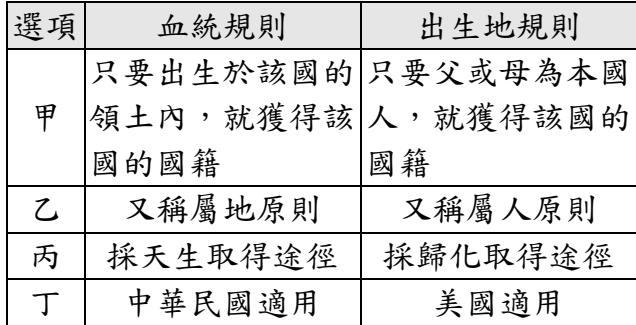 選項 血統規則 出生地規則
甲 只要出生於該國的領土內，就獲得該國的國籍 只要父或母為本國人，就獲得該國的國籍
乙 又稱屬地原則 又稱屬人原則
丙 採天生取得途徑 採歸化取得途徑
丁 中華民國適用 美國適用